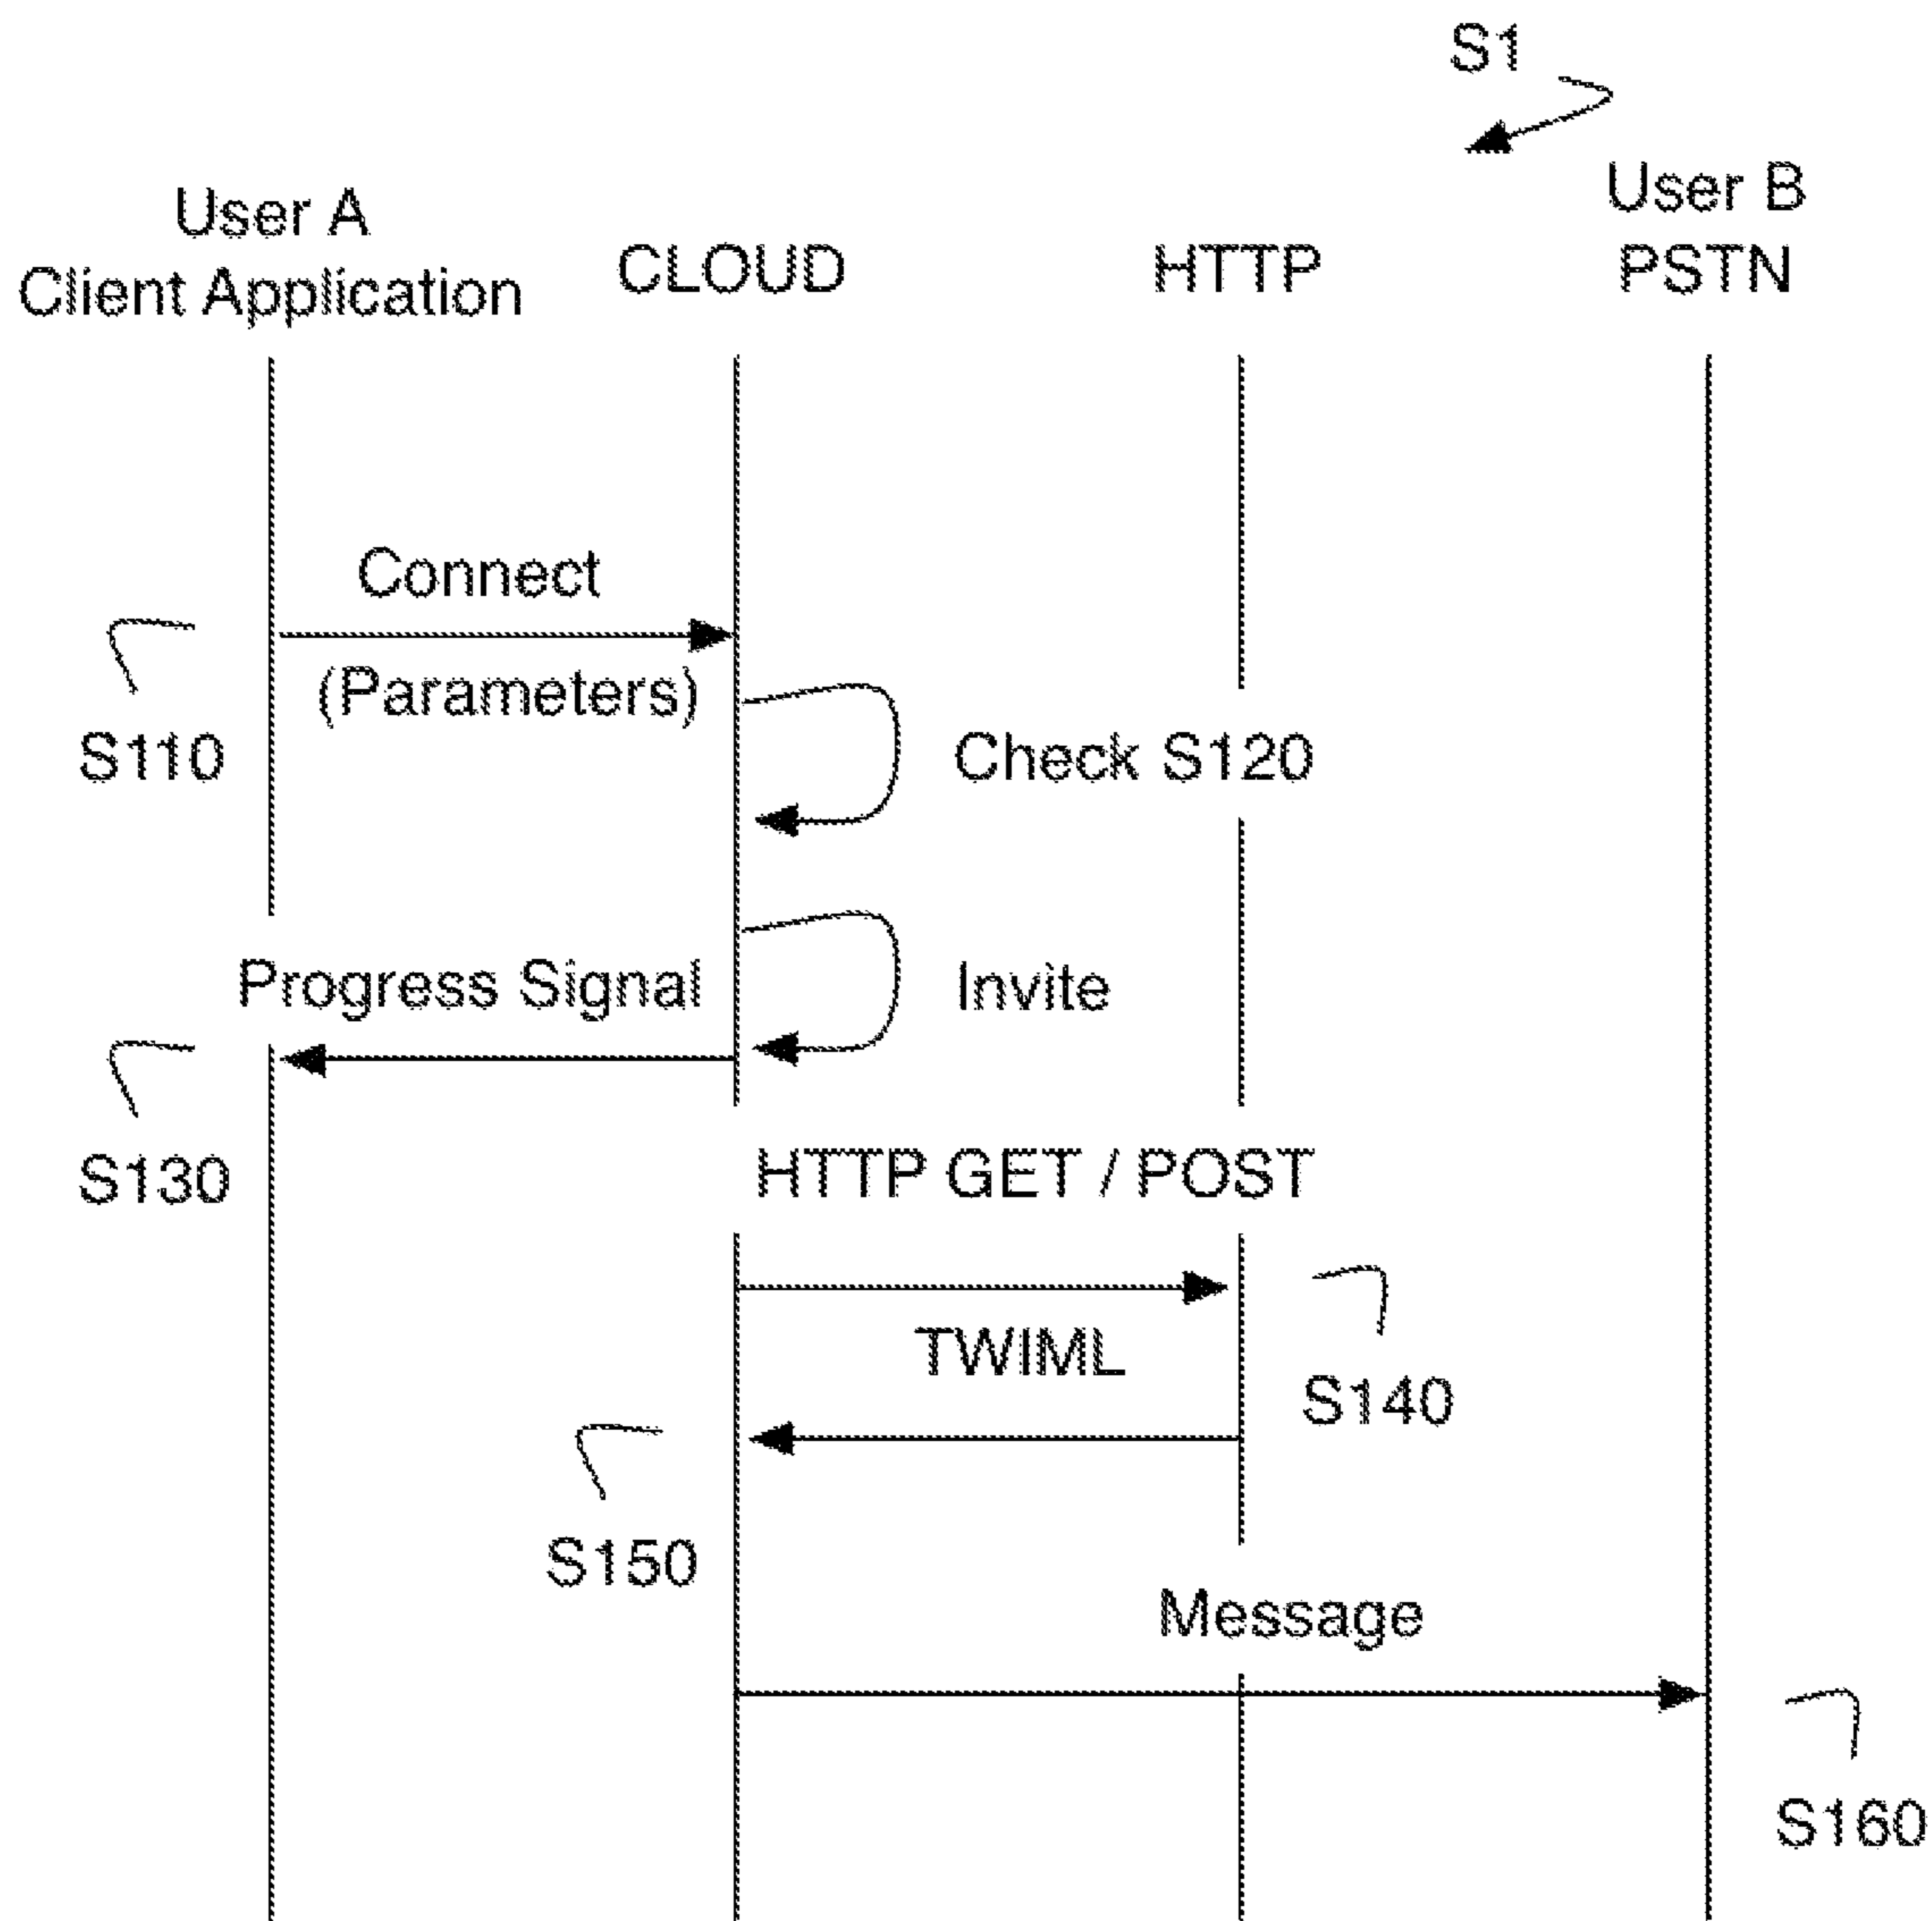 S1
User A
Client Application
CLOUD
HTTP
User B
PSTN
Connect
(Parameters)
S110
Check S120
Progress Signal
Invite
S130
HTTP GET / POST
TWIML
S140
S150
Message
S160